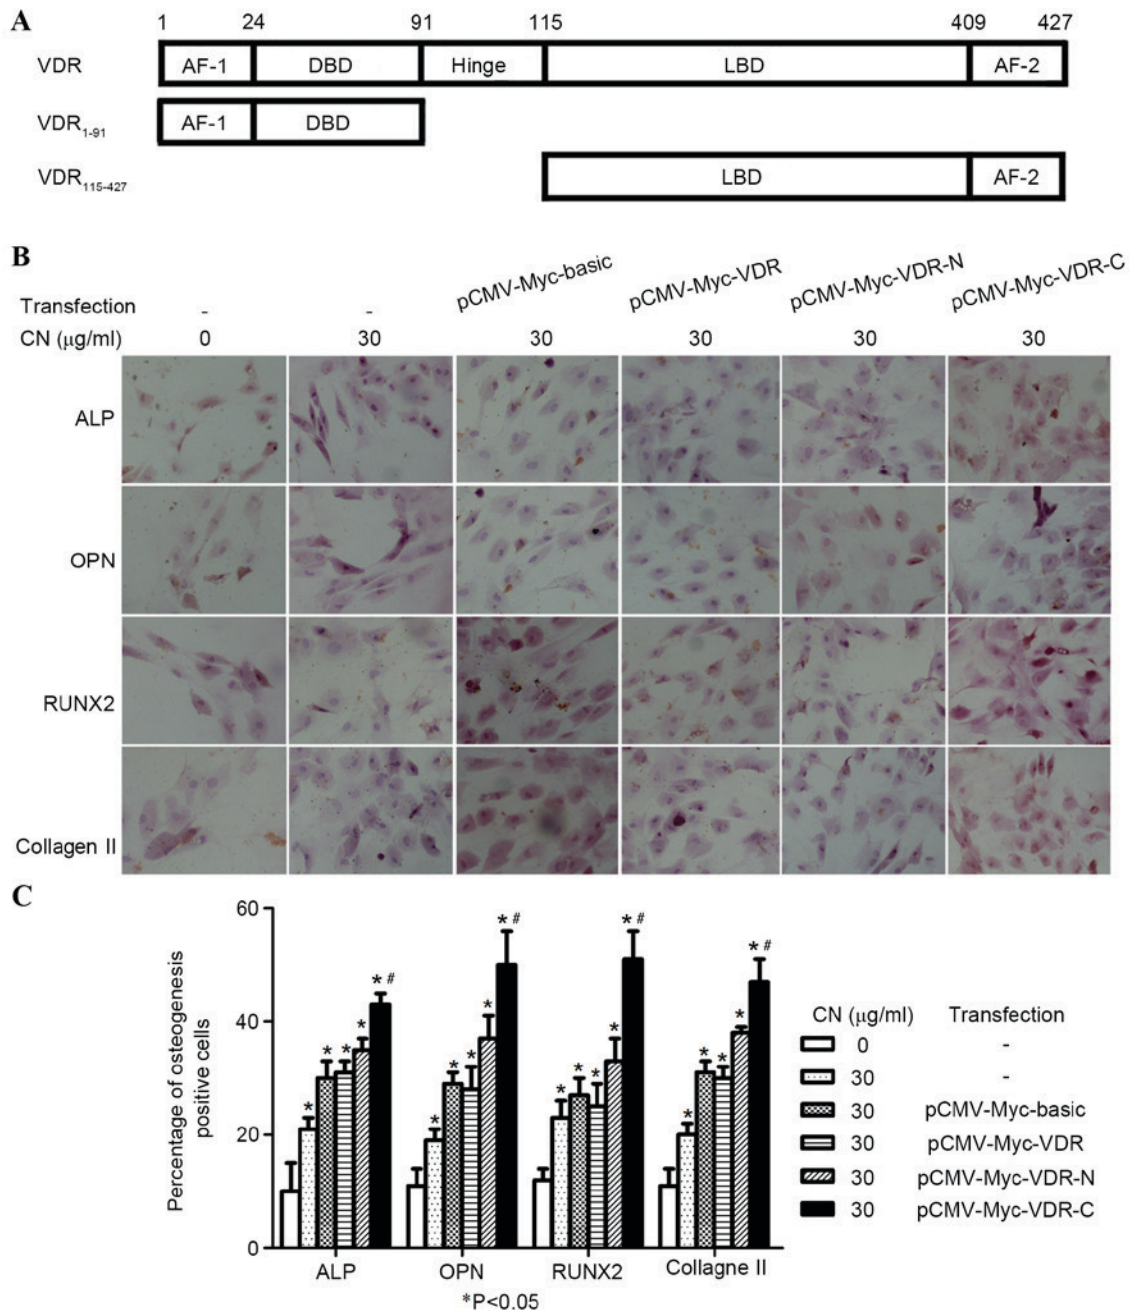 A
1 24 91 115 409 427
VDR AF-1 DBD Hinge LBD AF-2
VDR1-91 AF-1 DBD
VDR115-427 LBD AF-2
B
pCMV-Myc-basic pCMV-Myc-VDR pCMV-Myc-VDR-N pCMV-Myc-VDR-C
Transfection - -
CN (μg/ml) 0 30 30 30 30 30
ALP
OPN
RUNX2
Collagen II
C
Percentage of osteogenesis
positive cells
60
40
20
0
* * * * * #
* * * * * #
* * * * * #
* * * * * #
ALP OPN RUNX2 Collagne II
*P<0.05
CN (μg/ml) Transfection
0 -
30 -
30 pCMV-Myc-basic
30 pCMV-Myc-VDR
30 pCMV-Myc-VDR-N
30 pCMV-Myc-VDR-C